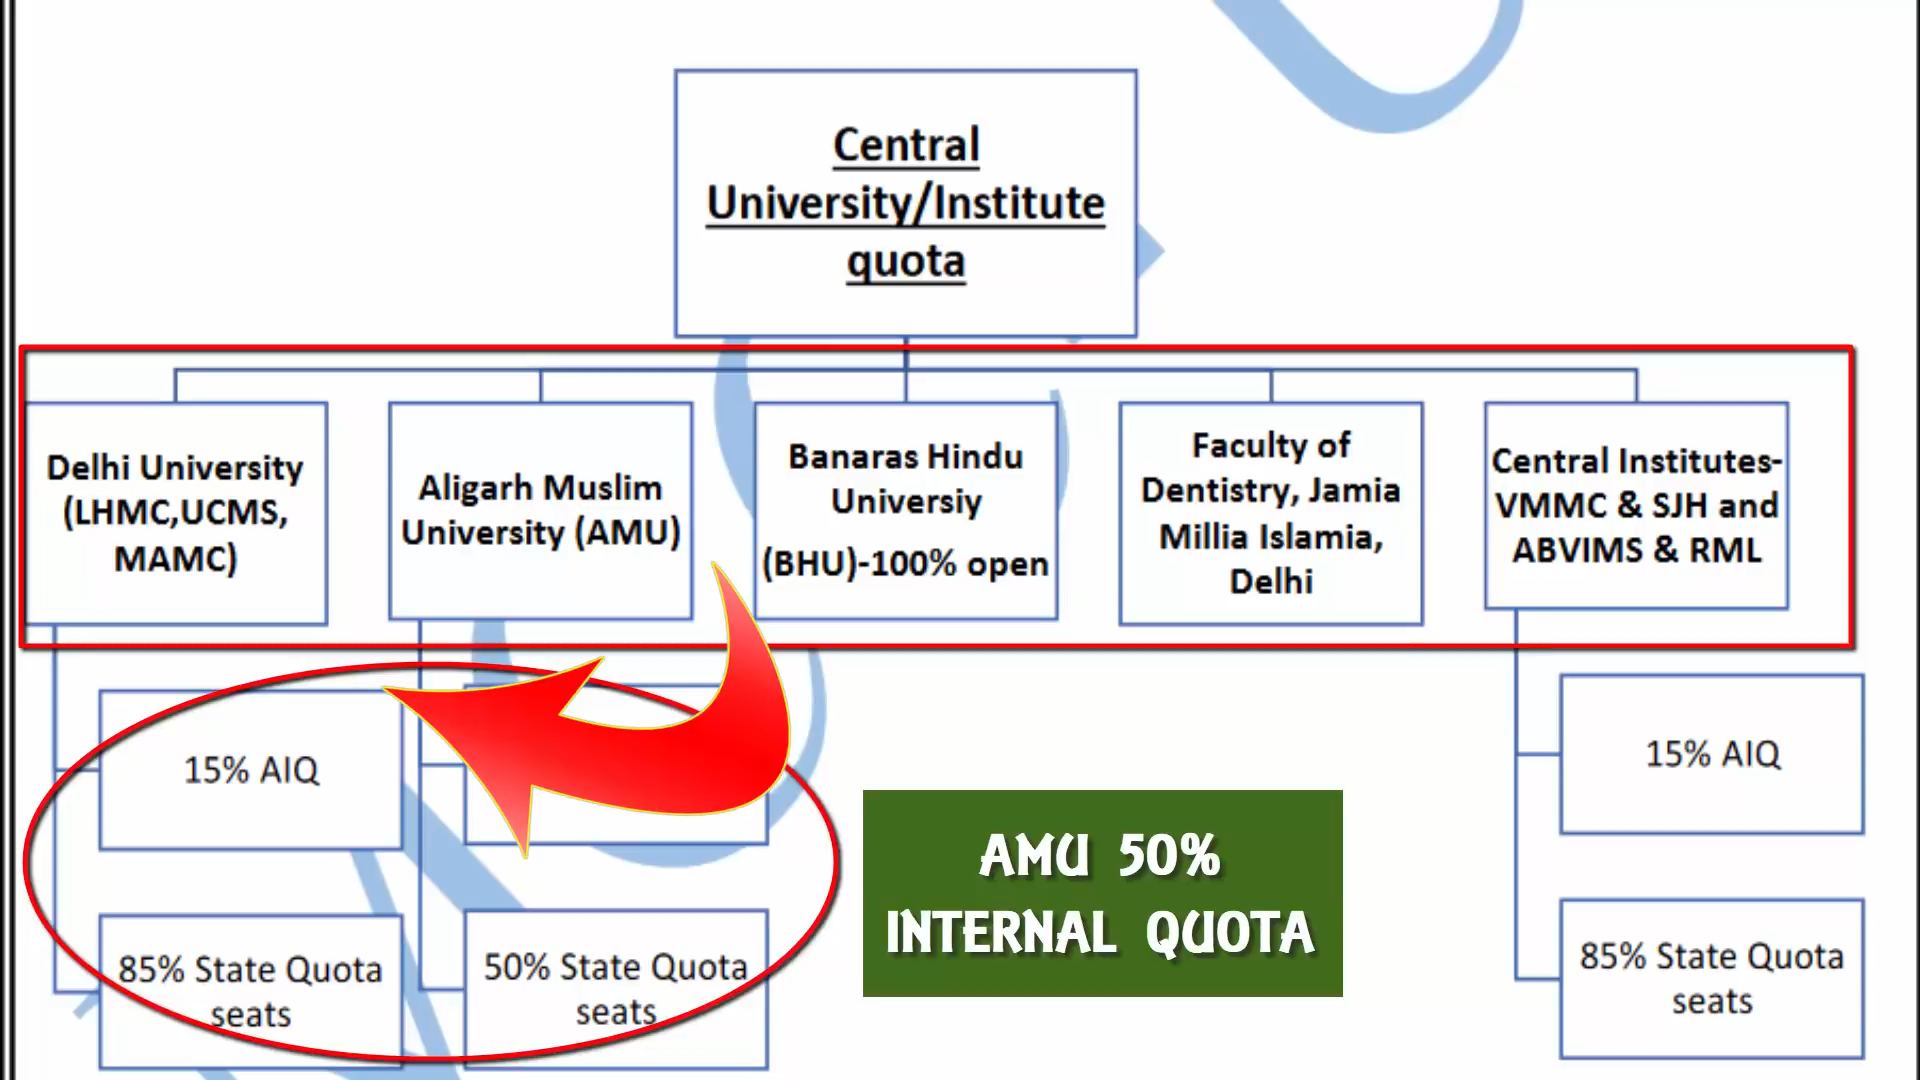 Central
University/Institute
quota
Delhi University
(LHMC,UCMS,
MAMC)
Aligarh Muslim
University (AMU)
Banaras Hindu
Universiy
(BHU)-100% open
Faculty of
Dentistry, Jamia
Millia Islamia,
Delhi
Central Institutes-
VMMC & SJH and
ABVIMS & RML
15% AIQ
85% State Quota
seats
50% State Quota
seats
AMU 50%
INTERNAL QUOTA
15% AIQ
85% State Quota
seats